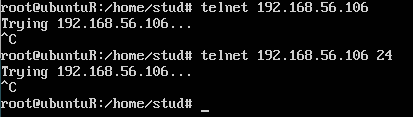 root@ubuntuR:/home/stud# telnet 192.168.56.106
Trying 192.168.56.106...
^C
root@ubuntuR:/home/stud# telnet 192.168.56.106 24
Trying 192.168.56.106...
^C
root@ubuntuR:/home/stud# _